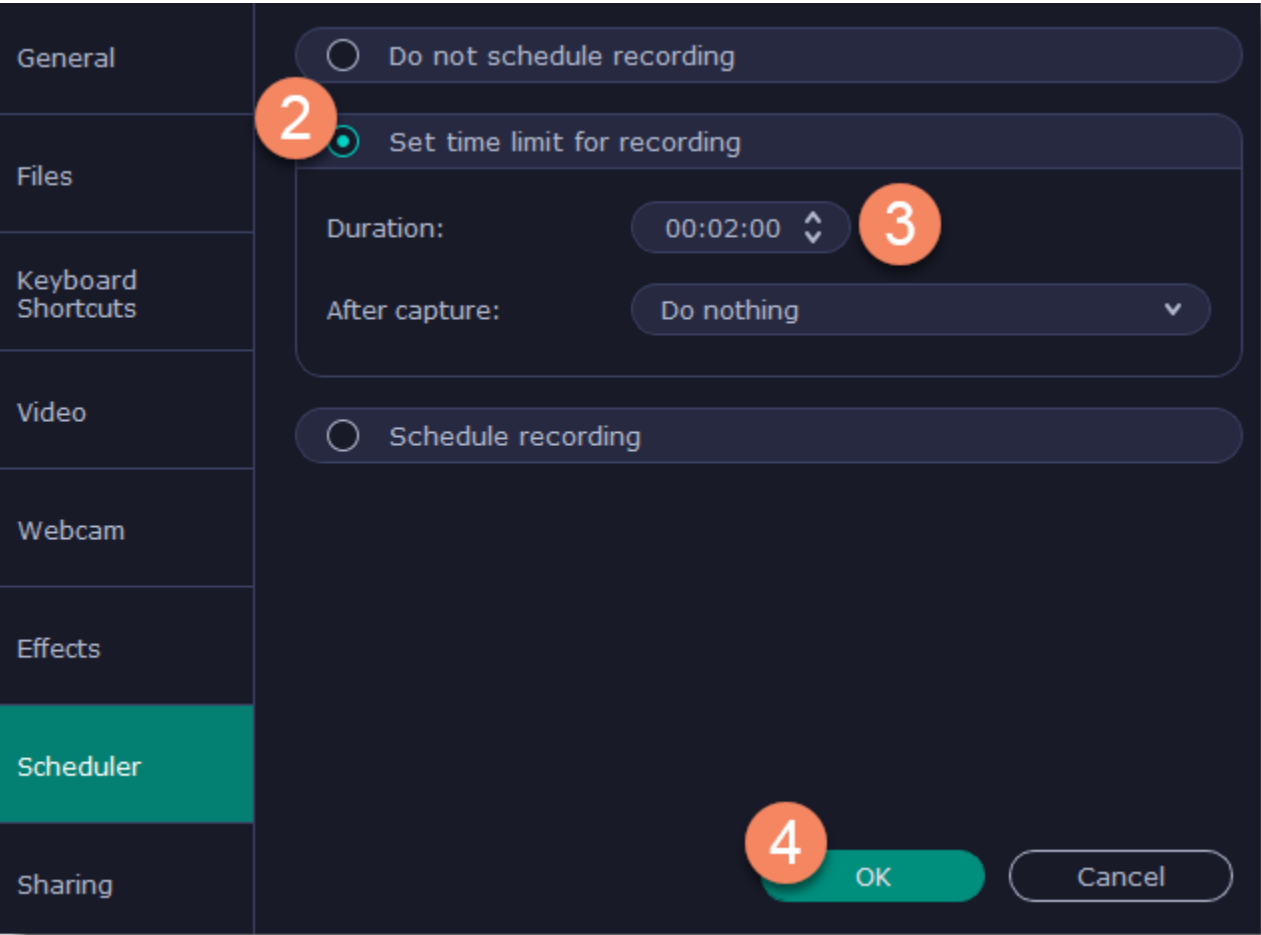 General
Files
Keyboard
Shortcuts
Video
Webcam
Effects
Scheduler
Sharing
Do not schedule recording
2
Set time limit for recording
Duration:
00:02:00
3
After capture:
Do nothing
Schedule recording
4
OK
Cancel